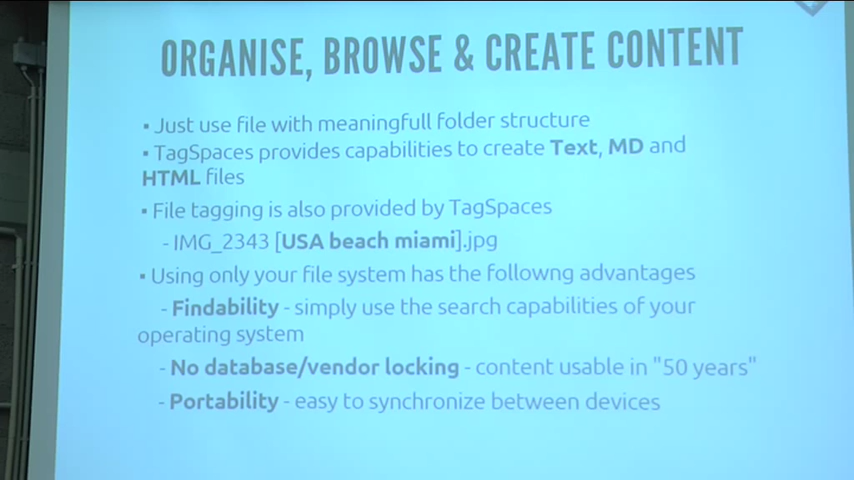 ORGANISE, BROWSE & CREATE CONTENT
▪ Just use file with meaningfull folder structure
▪ TagSpaces provides capabilities to create Text, MD and
HTML files
▪ File tagging is also provided by TagSpaces
- IMG_2343 [USA beach miami].jpg
▪ Using only your file system has the followng advantages
- Findability - simply use the search capabilities of your
operating system
- No database/vendor locking - content usable in "50 years"
- Portability - easy to synchronize between devices